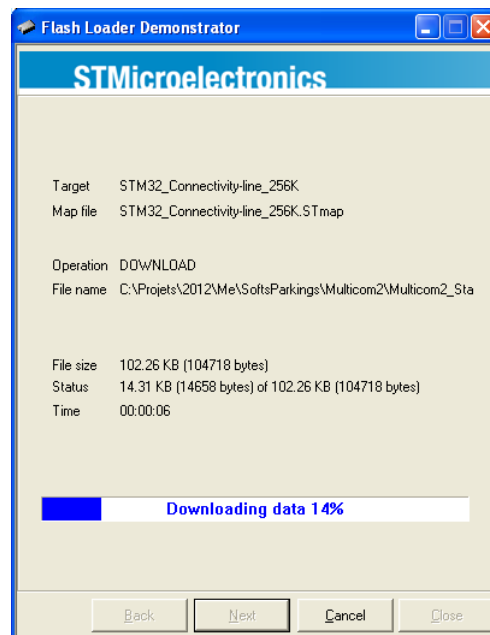 Flash Loader Demonstrator
STMicroelectronics
Target STM32_Connectivity-line_256K
Map file STM32_Connectivity-line_256K.STmap
Operation DOWNLOAD
File name C:\Projets\2012\Me\SoftsParkings\Multicom2\Multicom2_Sta
File size 102.26 KB (104718 bytes)
Status 14.31 KB (14658 bytes) of 102.26 KB (104718 bytes)
Time 00:00:06
Downloading data 14%
Back Next Cancel Close